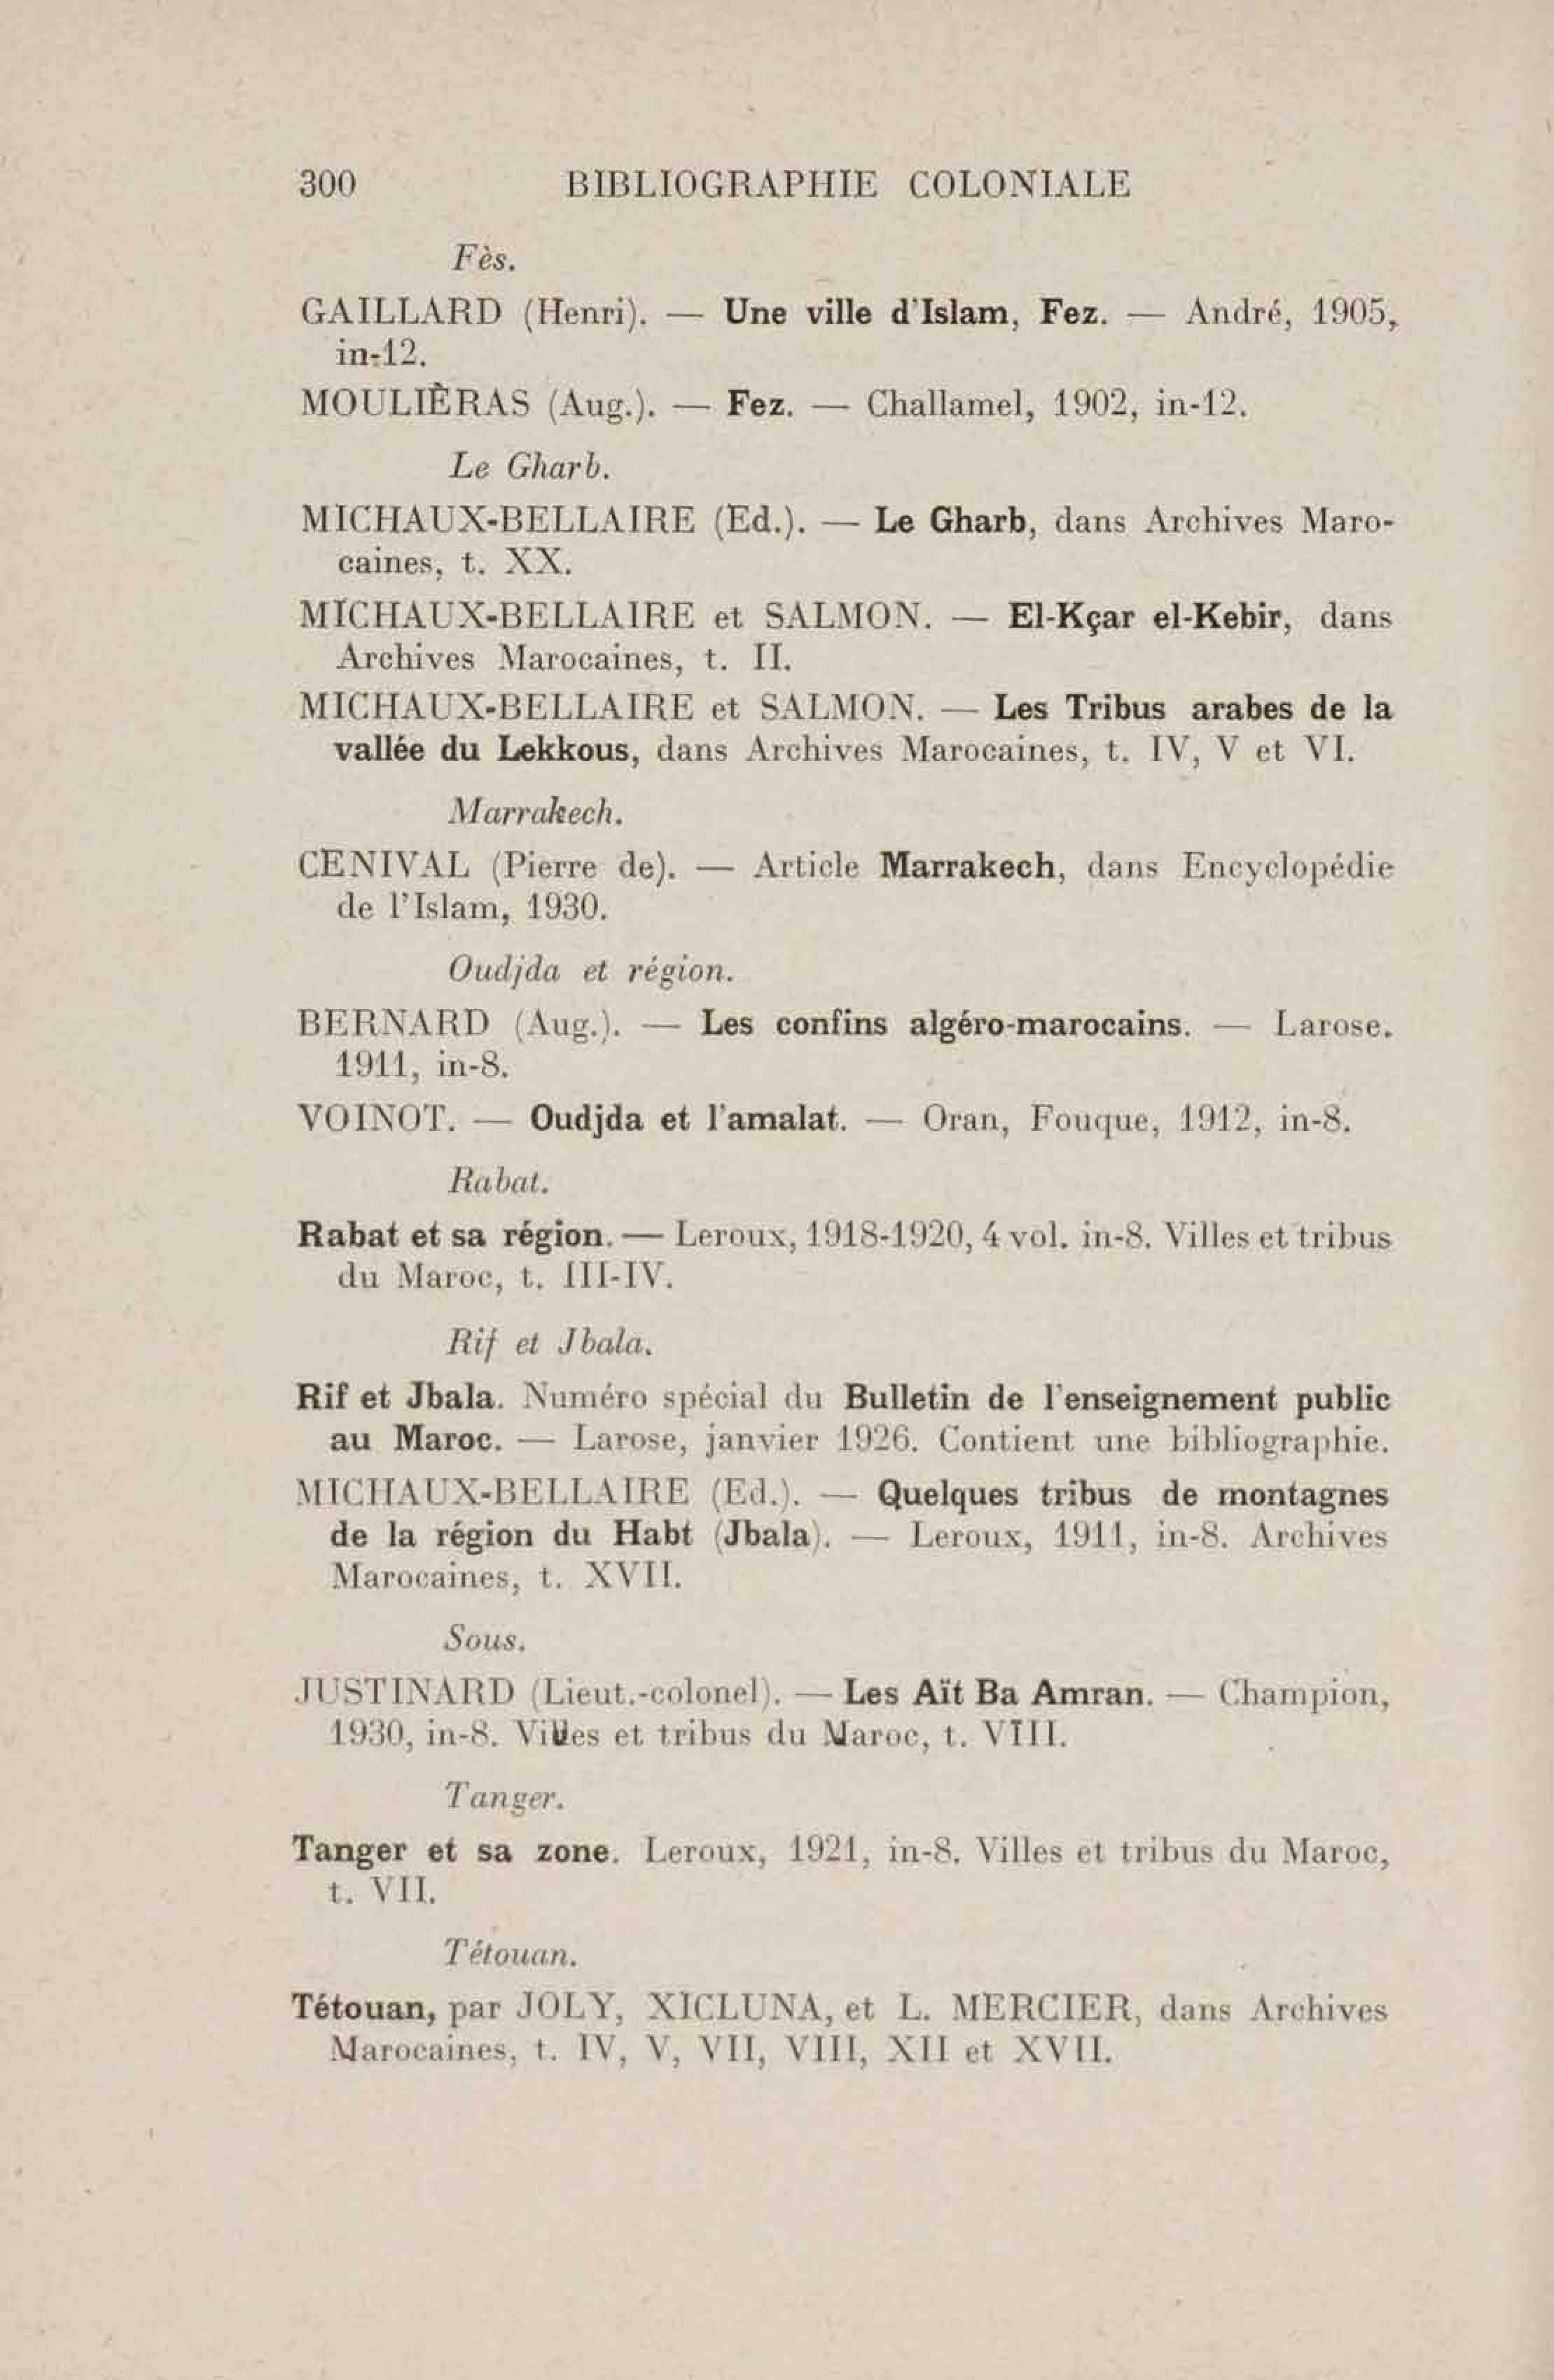 300 BIBLIOGRAPHIE COLONIALE
Fès.
GAILLARD (Henri). — Une ville d'Islam, Fez. — André, 1905,
in-12.
MOULIÈRAS (Aug.). — Fez. — Challamel, 1902, in-12.
Le Gharb.
MICHAUX-BELLAIRE (Ed.). — Le Gharb, dans Archives Maro-
caines, t. XX.
MICHAUX-BELLAIRE et SALMON. — El-Kçar el-Kebir, dans
Archives Marocaines, t. II.
MICHAUX-BELLAIRE et SALMON. — Les Tribus arabes de la
vallée du Lekkous, dans Archives Marocaines, t. IV, V et VI.
Marrakech.
CENIVAL (Pierre de). — Article Marrakech, dans Encyclopédie
de l'Islam, 1930.
Oudjda et région.
BERNARD (Aug.). — Les confins algéro-marocains. — Larose.
1911, in-8.
VOINOT. — Oudjda et l'amalat. — Oran, Fouque, 1912, in-8.
Rabat.
Rabat et sa région. — Leroux, 1918-1920, 4 vol. in-8. Villes et tribus
du Maroc, t. III-IV.
Rif et Jbala.
Rif et Jbala. Numéro spécial du Bulletin de l'enseignement public
au Maroc. — Larose, janvier 1926. Contient une bibliographie.
MICHAUX-BELLAIRE (Ed.). — Quelques tribus de montagnes
de la région du Habt (Jbala). — Leroux, 1911, in-8. Archives
Marocaines, t. XVII.
Sous.
JUSTINARD (Lieut.-colonel). — Les Aït Ba Amran. — Champion,
1930, in-8. Villes et tribus du Maroc, t. VIII.
Tanger.
Tanger et sa zone. Leroux, 1921, in-8. Villes et tribus du Maroc,
t. VII.
Tétouan.
Tétouan, par JOLY, XICLUNA, et L. MERCIER, dans Archives
Marocaines, t. IV, V, VII, VIII, XII et XVII.